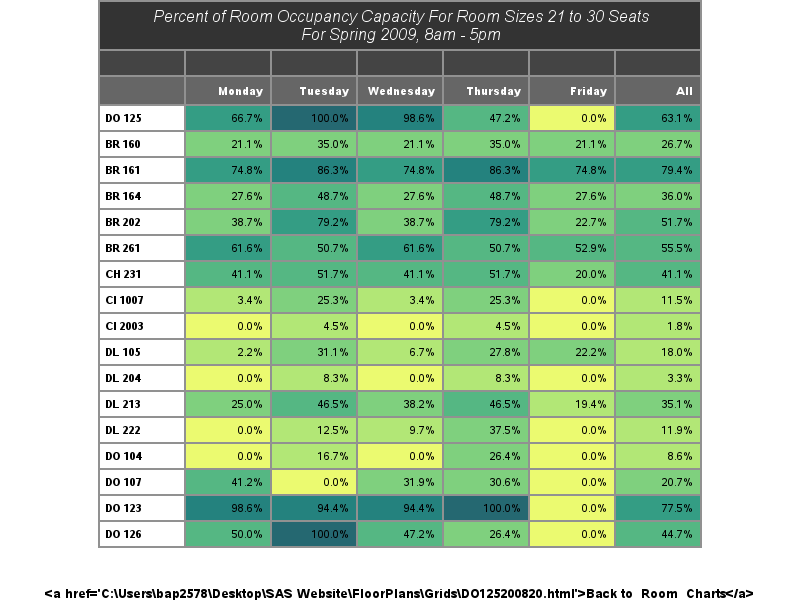 Percent of Room Occupancy Capacity For Room Sizes 21 to 30 Seats
For Spring 2009, 8am - 5pm
Monday Tuesday Wednesday Thursday Friday All
DO 125 66.7% 100.0% 98.6% 47.2% 0.0% 63.1%
BR 160 21.1% 35.0% 21.1% 35.0% 21.1% 26.7%
BR 161 74.8% 86.3% 74.8% 86.3% 74.8% 79.4%
BR 164 27.6% 48.7% 27.6% 48.7% 27.6% 36.0%
BR 202 38.7% 79.2% 38.7% 79.2% 22.7% 51.7%
BR 261 61.6% 50.7% 61.6% 50.7% 52.9% 55.5%
CH 231 41.1% 51.7% 41.1% 51.7% 20.0% 41.1%
CI 1007 3.4% 25.3% 3.4% 25.3% 0.0% 11.5%
CI 2003 0.0% 4.5% 0.0% 4.5% 0.0% 1.8%
DL 105 2.2% 31.1% 6.7% 27.8% 22.2% 18.0%
DL 204 0.0% 8.3% 0.0% 8.3% 0.0% 3.3%
DL 213 25.0% 46.5% 38.2% 46.5% 19.4% 35.1%
DL 222 0.0% 12.5% 9.7% 37.5% 0.0% 11.9%
DO 104 0.0% 16.7% 0.0% 26.4% 0.0% 8.6%
DO 107 41.2% 0.0% 31.9% 30.6% 0.0% 20.7%
DO 123 98.6% 94.4% 94.4% 100.0% 0.0% 77.5%
DO 126 50.0% 100.0% 47.2% 26.4% 0.0% 44.7%
<a href='C:\Users\bap2578\Desktop\SAS Website\FloorPlans\Grids\DO125200820.html'>Back to Room Charts</a>